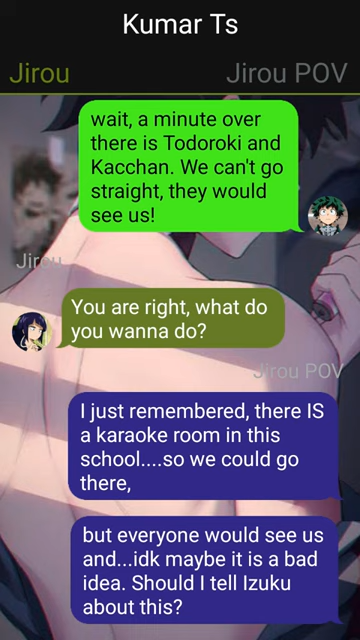 Kumar Ts
Jirou
Jirou POV
wait, a minute over
there is Todoroki and
Kacchan. We can't go
straight, they would
see us!
Jirou
You are right, what do
you wanna do?
Jirou POV
I just remembered, there IS
a karaoke room in this
school....so we could go
there,
but everyone would see us
and...idk maybe it is a bad
idea. Should I tell Izuku
about this?